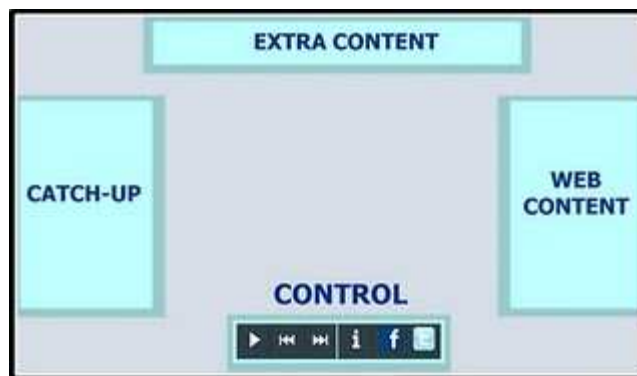 EXTRA CONTENT
CATCH-UP
WEB
CONTENT
CONTROL
i f t